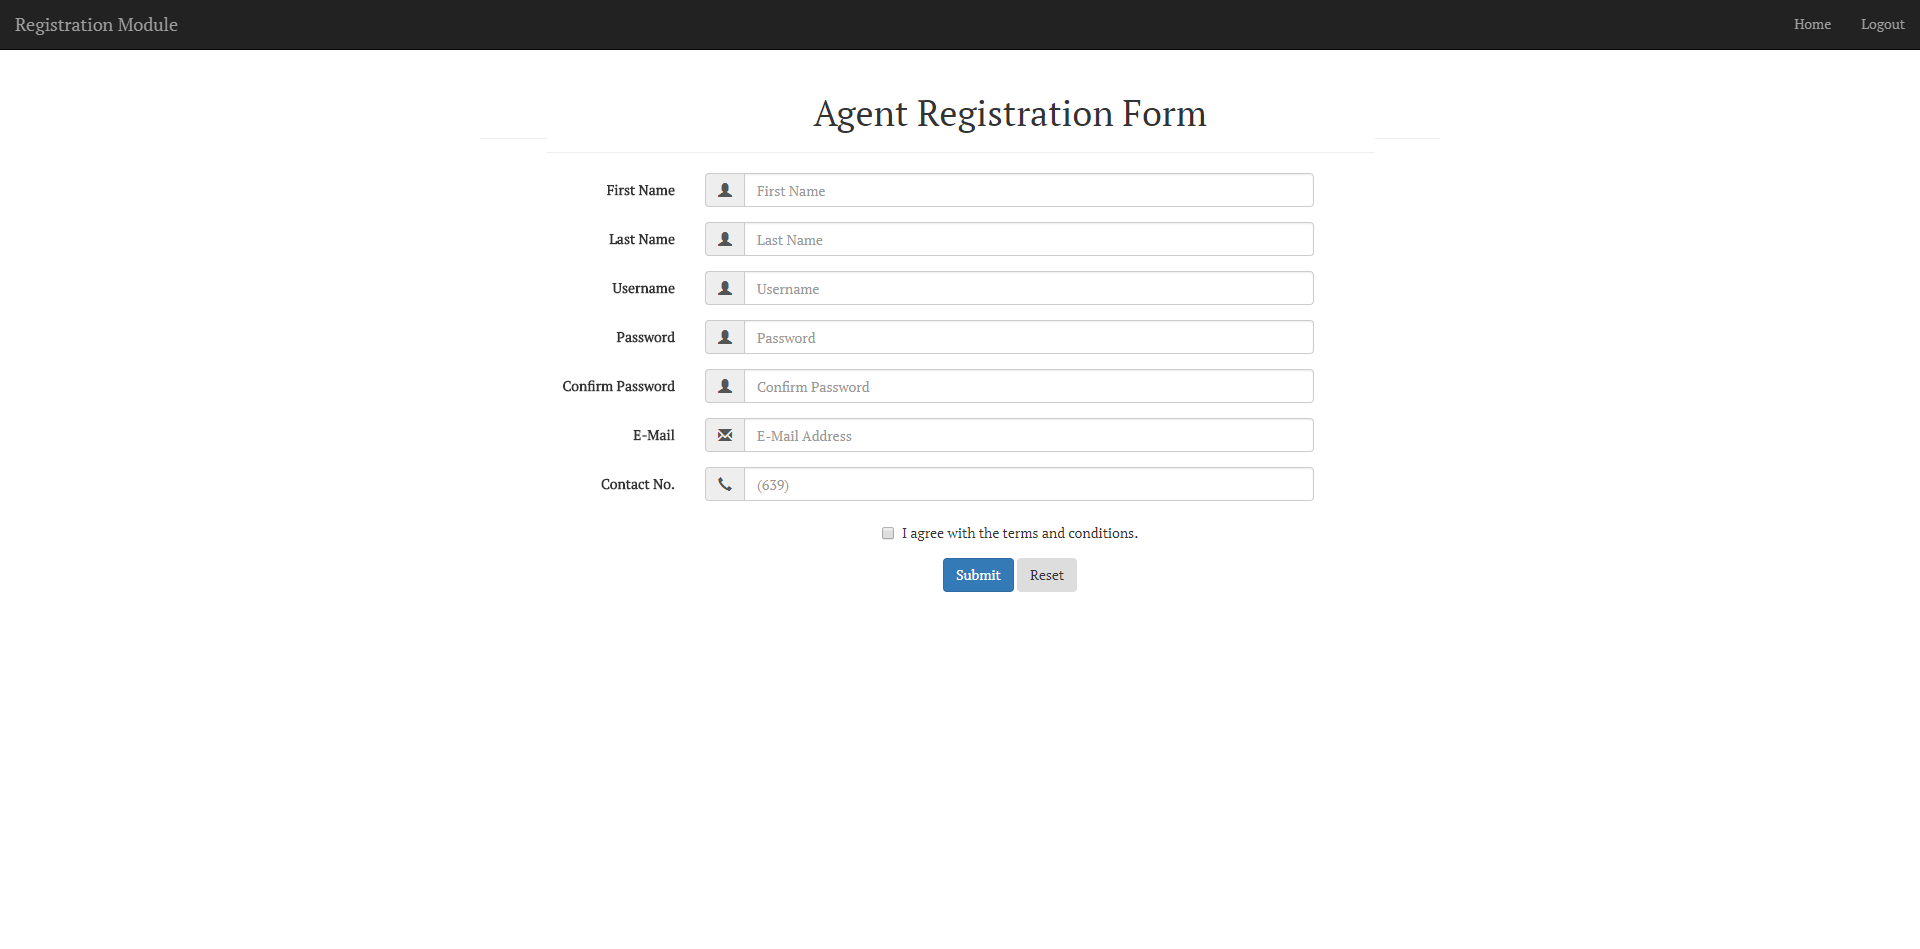 Registration Module Home Logout
Agent Registration Form
First Name First Name
Last Name Last Name
Username Username
Password Password
Confirm Password Confirm Password
E-Mail E-Mail Address
Contact No. (639)
I agree with the terms and conditions.
Submit Reset